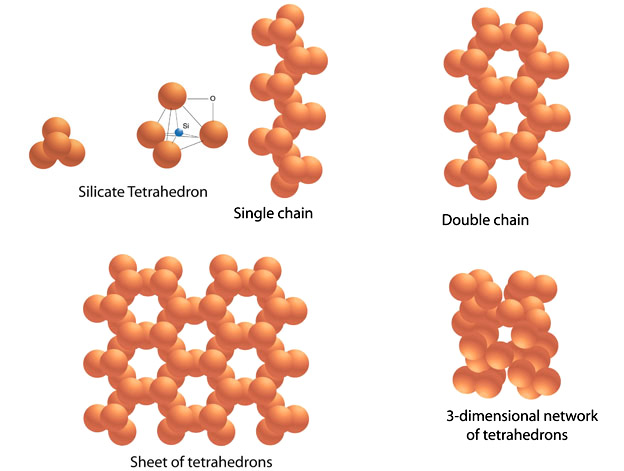 O
Si
Silicate Tetrahedron
Single chain
Double chain
Sheet of tetrahedrons
3-dimensional network
of tetrahedrons